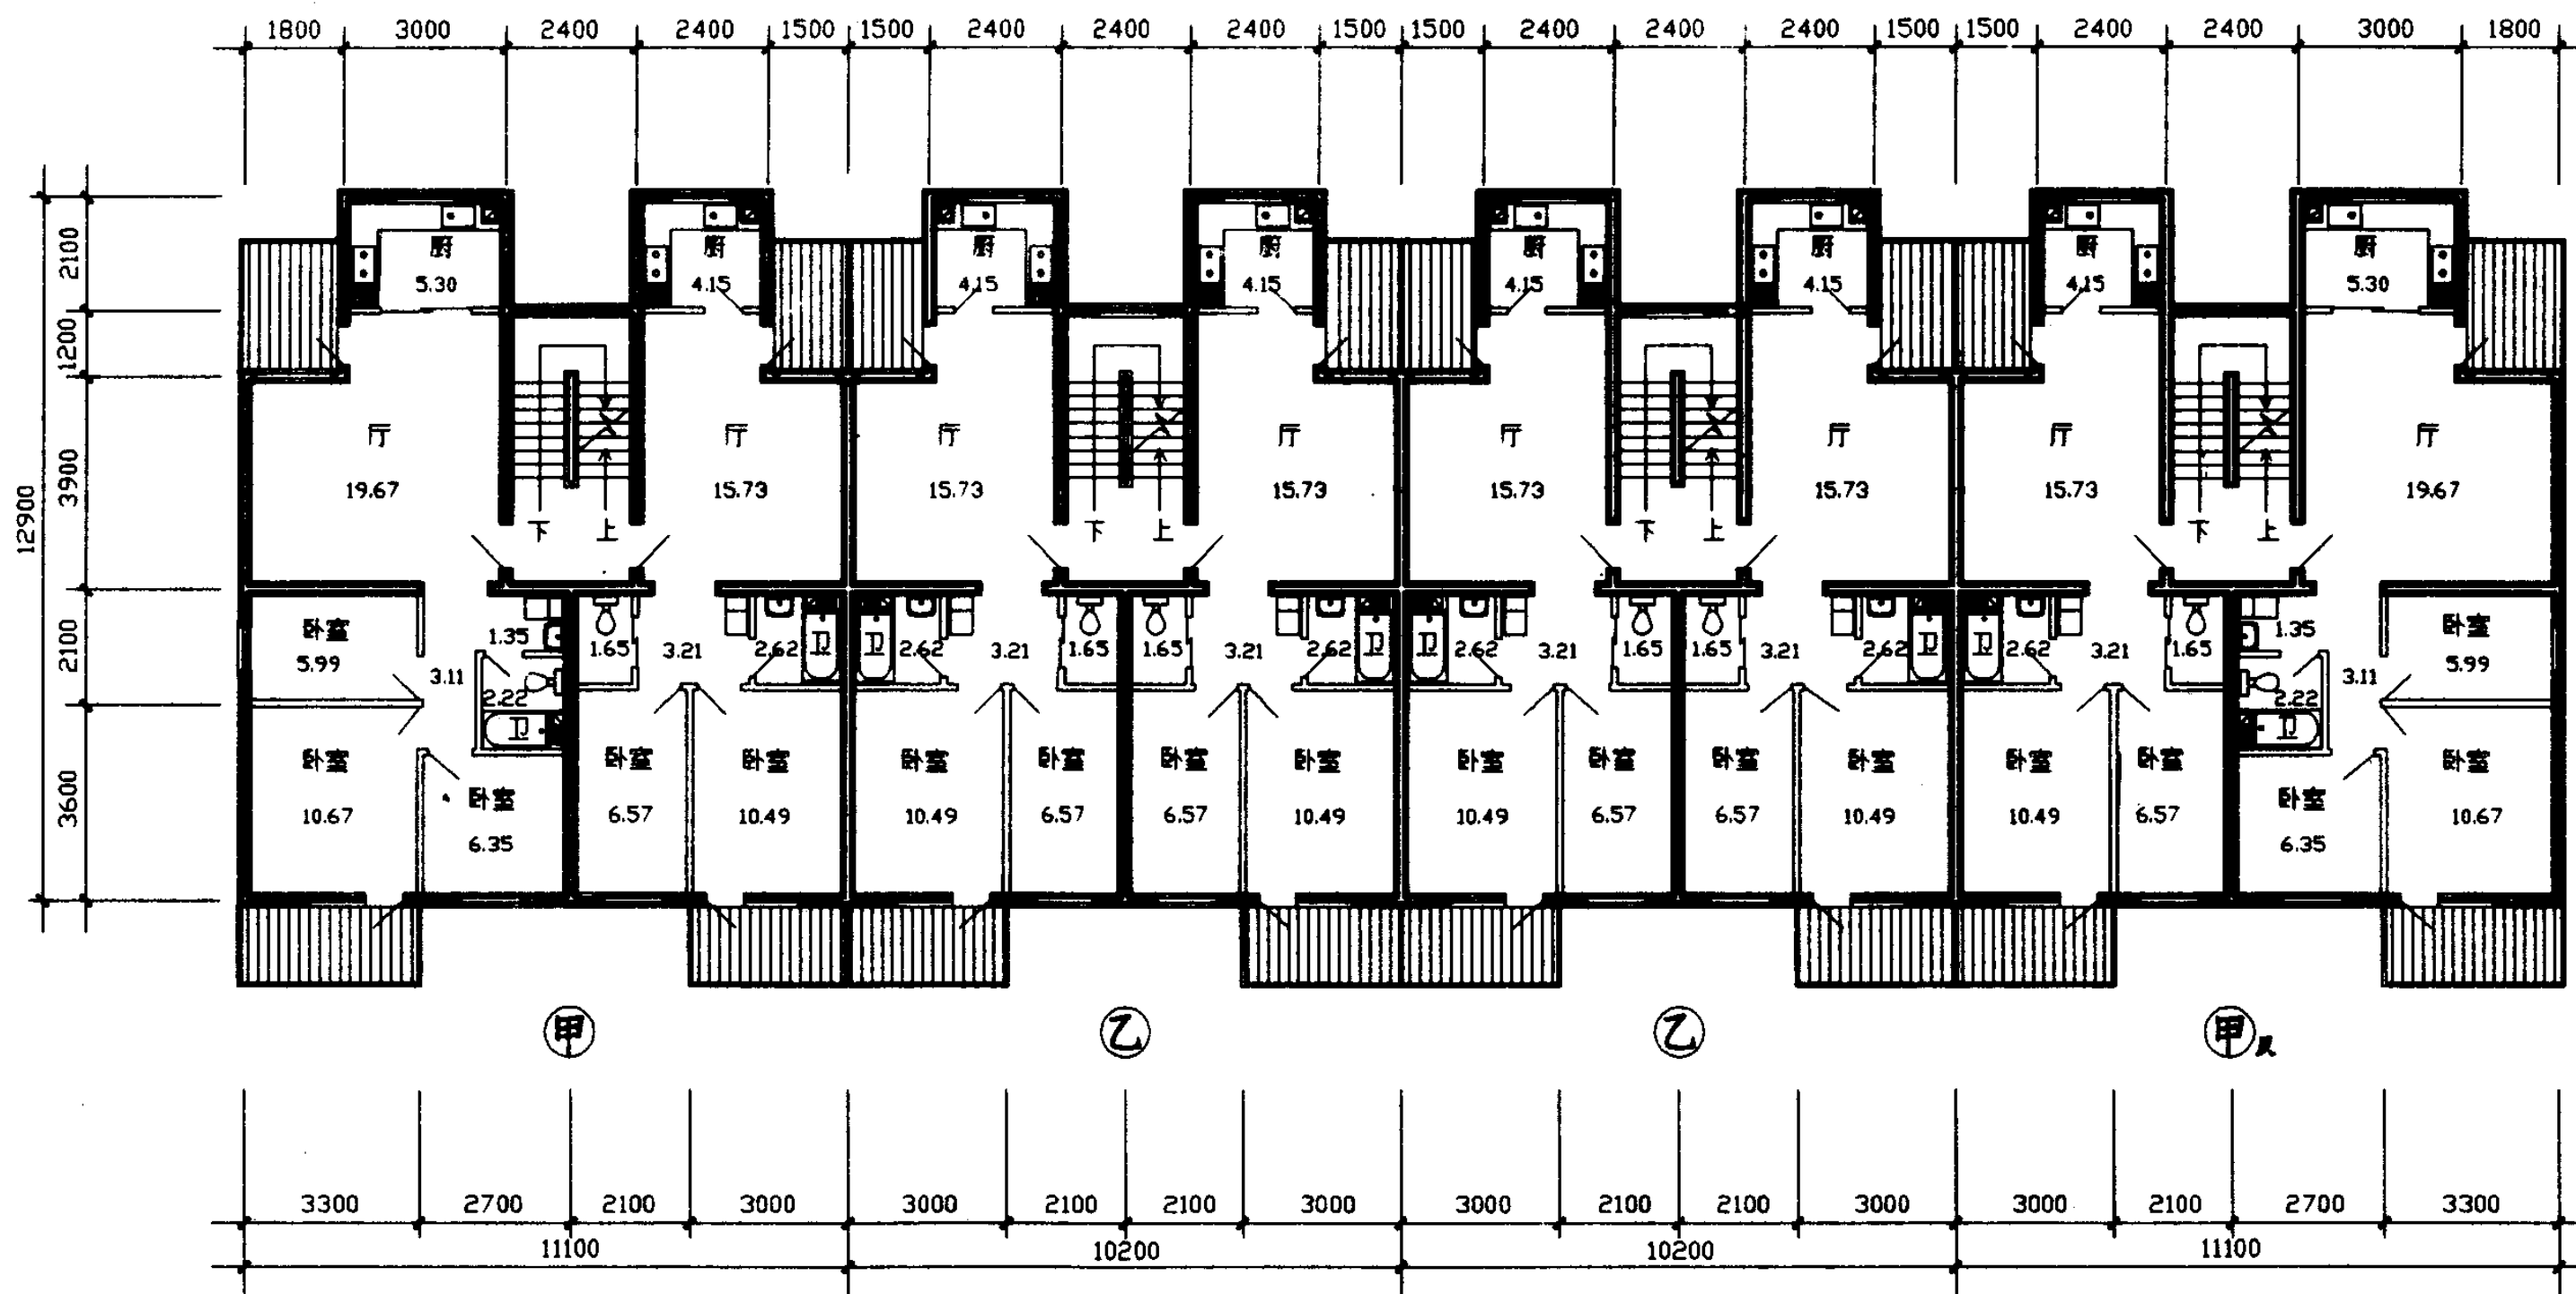 1800 3000 2400 2400 1500 1500 2400 2400 2400 1500 1500 2400 2400 2400 1500 1500 2400 2400 3000 1800
12900
2100 1200 3900 2100 3600
厨 厨 厨 厨 厨 厨 厨 厨
5.30 4.15 4.15 4.15 4.15 4.15 4.15 5.30
厅 厅 厅 厅 厅 厅 厅 厅
19.67 15.73 15.73 15.73 15.73 15.73 15.73 19.67
下 上 下 上 下 上 下 上
卧室 1.35 1.35 卧室
5.99 1.65 3.21 2.62 卫 卫 2.62 3.21 1.65 1.65 3.21 2.62 卫 卫 2.62 3.21 1.65 1.65 3.21 2.62 卫 卫 2.62 3.21 1.65 5.99
3.11 3.11
2.22 2.22
卫 卫
卧室 卧室 卧室 卧室 卧室 卧室 卧室 卧室 卧室 卧室 卧室 卧室 卧室 卧室
卧室 卧室
10.67 6.57 10.49 10.49 6.57 6.57 10.49 10.49 6.57 6.57 10.49 10.49 6.57 10.67
6.35 6.35
甲 乙 乙 甲反
3300 2700 2100 3000 3000 2100 2100 3000 3000 2100 2100 3000 3000 2100 2700 3300
11100 10200 10200 11100